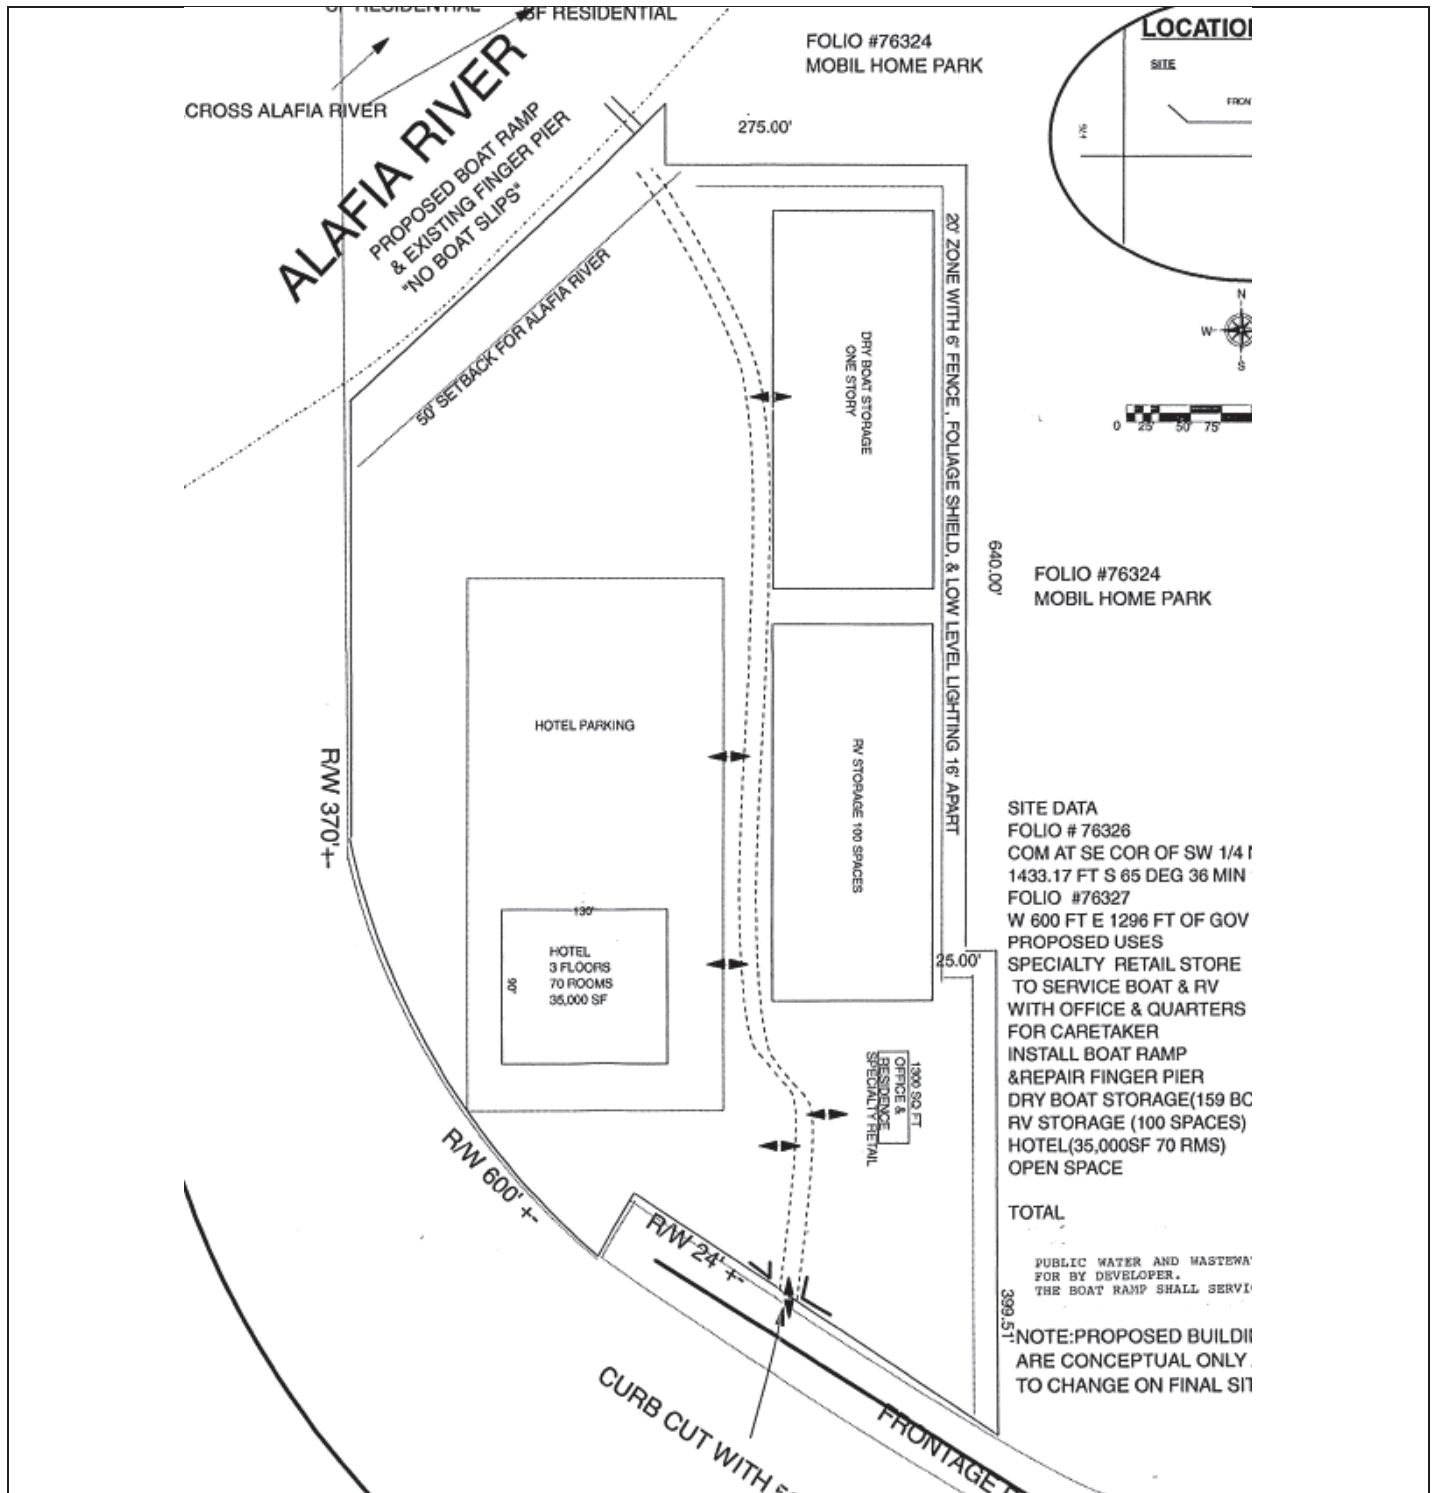 SF RESIDENTIAL
SF RESIDENTIAL
CROSS ALAFIA RIVER
ALAFIA RIVER
PROPOSED BOAT RAMP
& EXISTING FINGER PIER
"NO BOAT SLIPS"
50' SETBACK FOR ALAFIA RIVER
FOLIO #76324
MOBIL HOME PARK
275.00'
LOCATIO
SITE
FRON
N
W
S
0 25' 50' 75'
20' ZONE WITH 6' FENCE , FOLIAGE SHIELD, & LOW LEVEL LIGHTING 16' APART
DRY BOAT STORAGE
ONE STORY
640.00'
FOLIO #76324
MOBIL HOME PARK
HOTEL PARKING
RV STORAGE 100 SPACES
R/W 370'+-
130'
90'
HOTEL
3 FLOORS
70 ROOMS
35,000 SF
25.00'
1300 SQ FT
OFFICE &
RESIDENCE
SPECIALTY RETAIL
R/W 600' +-
R/W 24' +-
CURB CUT WITH
FRONTAGE
399.51'
SITE DATA
FOLIO # 76326
COM AT SE COR OF SW 1/4
1433.17 FT S 65 DEG 36 MIN
FOLIO #76327
W 600 FT E 1296 FT OF GOV
PROPOSED USES
SPECIALTY RETAIL STORE
TO SERVICE BOAT & RV
WITH OFFICE & QUARTERS
FOR CARETAKER
INSTALL BOAT RAMP
&REPAIR FINGER PIER
DRY BOAT STORAGE(159 BO
RV STORAGE (100 SPACES)
HOTEL(35,000SF 70 RMS)
OPEN SPACE
TOTAL
PUBLIC WATER AND WASTEWA
FOR BY DEVELOPER.
THE BOAT RAMP SHALL SERVI
NOTE:PROPOSED BUILDI
ARE CONCEPTUAL ONLY
TO CHANGE ON FINAL SIT